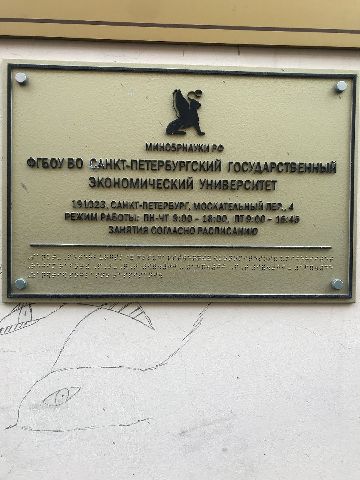 МИНОБРНАУКИ РФ
ФГБОУ ВО САНКТ-ПЕТЕРБУРГСКИЙ ГОСУДАРСТВЕННЫЙ
ЭКОНОМИЧЕСКИЙ УНИВЕРСИТЕТ
191023, САНКТ-ПЕТЕРБУРГ, МОСКАТЕЛЬНЫЙ ПЕР., 4
РЕЖИМ РАБОТЫ: ПН-ЧТ 9:00 - 18:00, ПТ 9:00 - 16:45
ЗАНЯТИЯ СОГЛАСНО РАСПИСАНИЮ